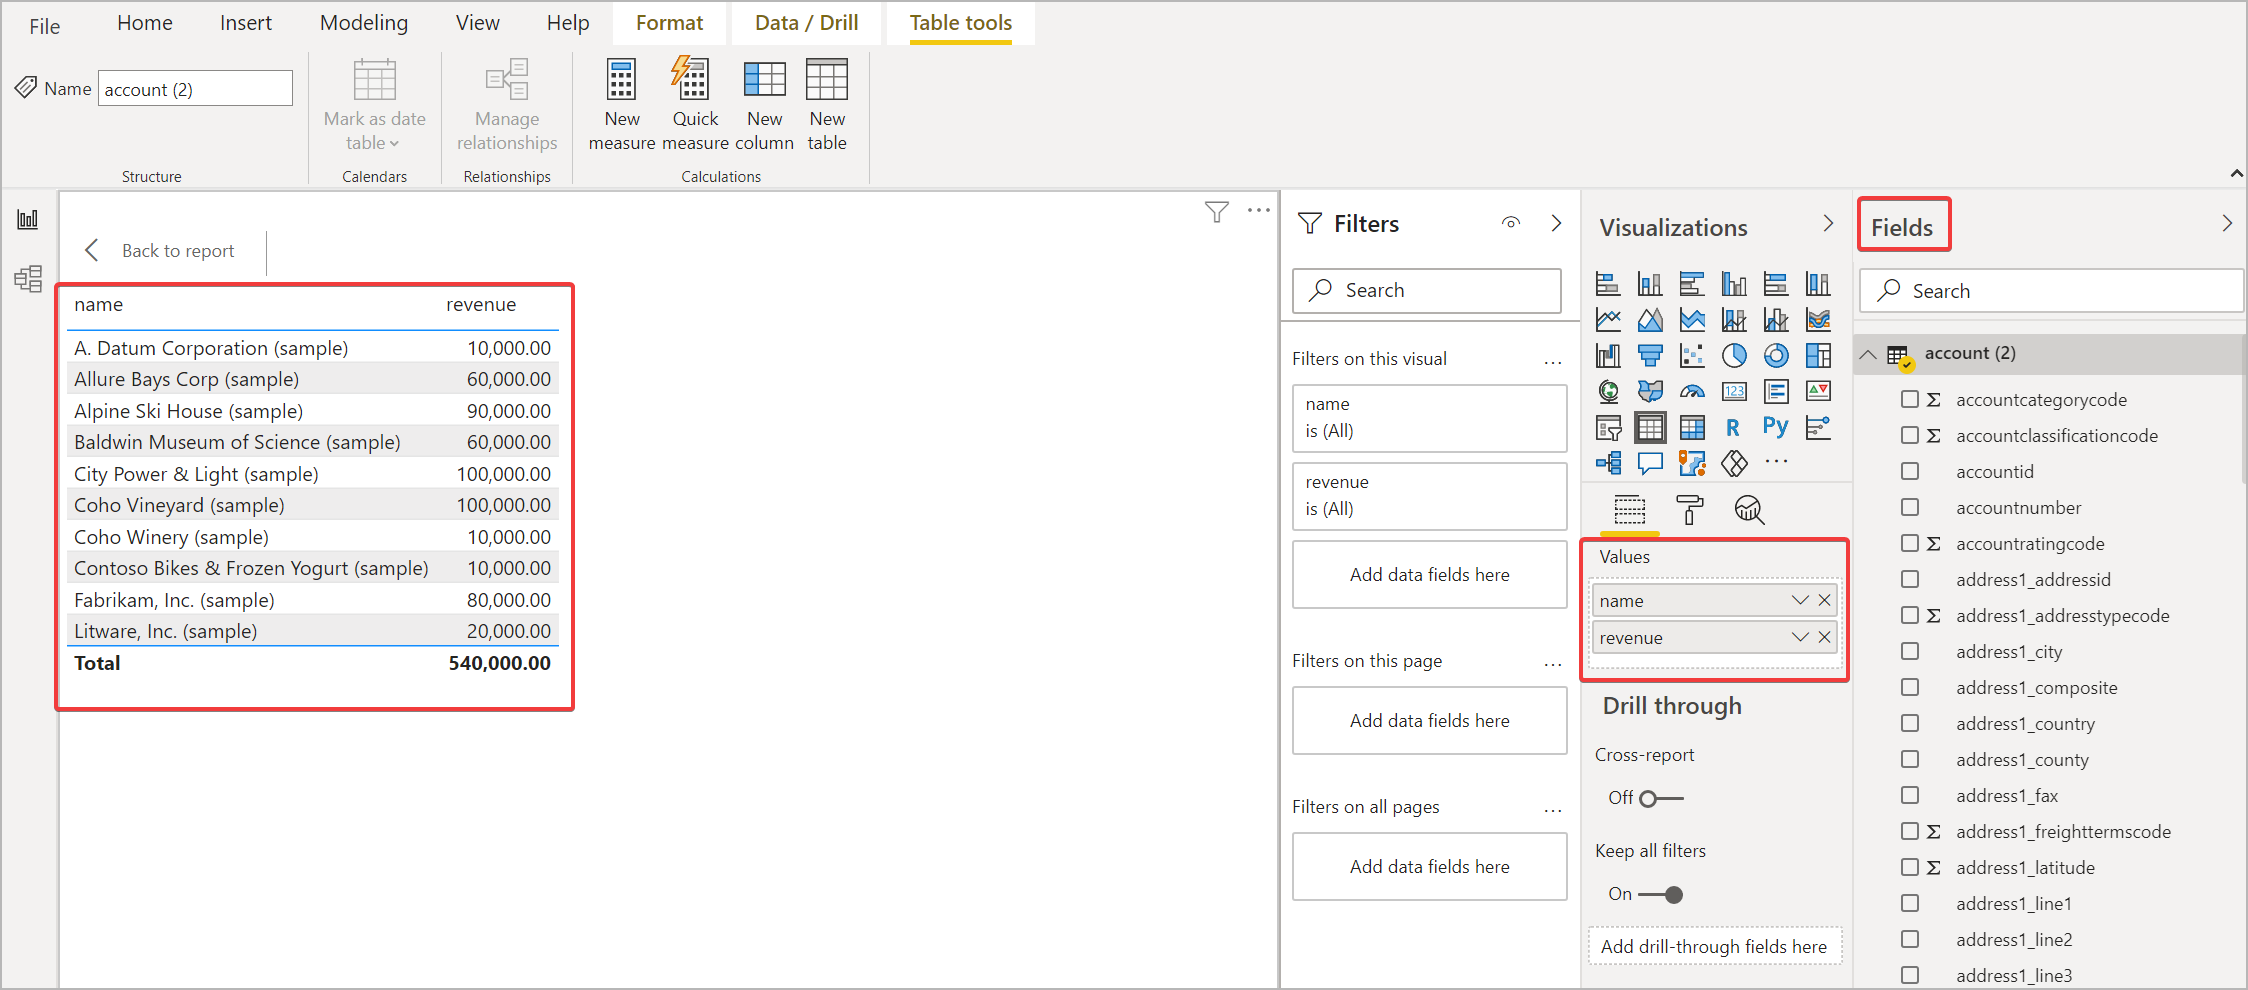 File
Home
Insert
Modeling
View
Help
Format
Data / Drill
Table tools
Name
account (2)
Mark as date
table
Manage
relationships
New
measure
Quick
measure
New
column
New
table
Structure
Calendars
Relationships
Calculations
Back to report
name revenue
A. Datum Corporation (sample) 10,000.00
Allure Bays Corp (sample) 60,000.00
Alpine Ski House (sample) 90,000.00
Baldwin Museum of Science (sample) 60,000.00
City Power & Light (sample) 100,000.00
Coho Vineyard (sample) 100,000.00
Coho Winery (sample) 10,000.00
Contoso Bikes & Frozen Yogurt (sample) 10,000.00
Fabrikam, Inc. (sample) 80,000.00
Litware, Inc. (sample) 20,000.00
Total 540,000.00
Filters
Search
Filters on this visual
...
name
is (All)
revenue
is (All)
Add data fields here
Filters on this page
...
Add data fields here
Filters on all pages
...
Add data fields here
Visualizations
123
R
Py
...
Values
name
revenue
Drill through
Cross-report
Off
Keep all filters
On
Add drill-through fields here
Fields
Search
account (2)
Σ accountcategorycode
Σ accountclassificationcode
accountid
accountnumber
Σ accountratingcode
address1_addressid
Σ address1_addresstypecode
address1_city
address1_composite
address1_country
address1_county
address1_fax
Σ address1_freighttermscode
Σ address1_latitude
address1_line1
address1_line2
address1_line3